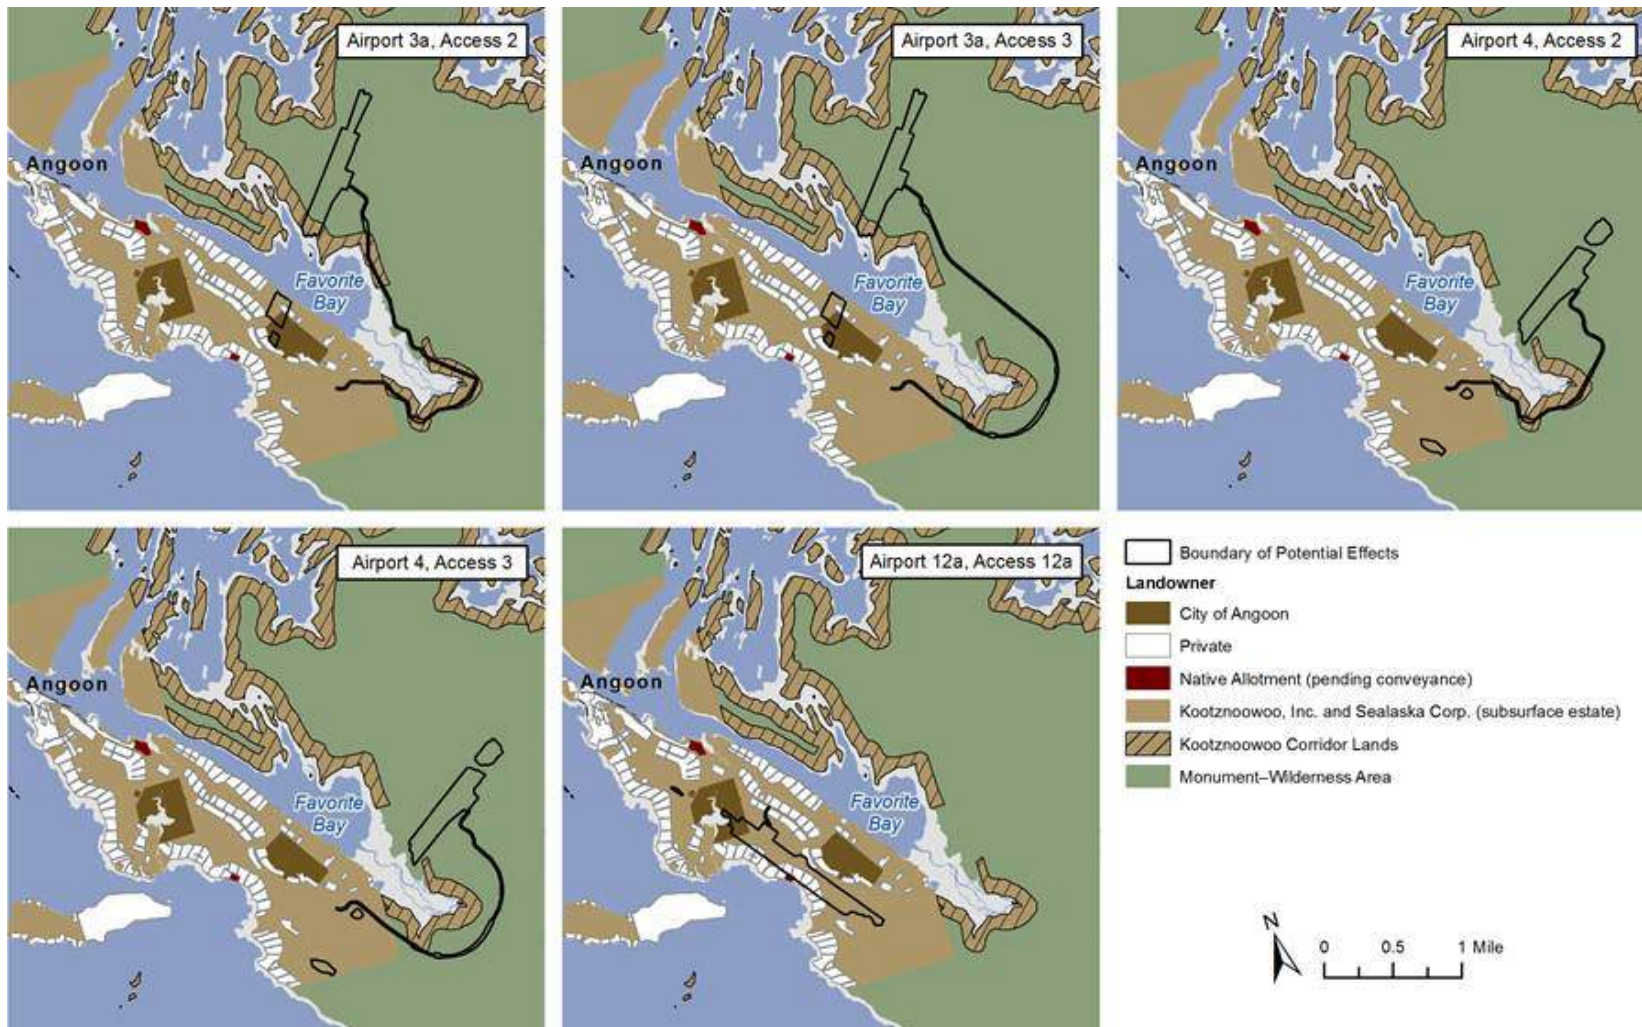 Airport 3a, Access 2
Angoon
Favorite
Bay
Airport 3a, Access 3
Angoon
Favorite
Bay
Airport 4, Access 2
Angoon
Favorite
Bay
Airport 4, Access 3
Angoon
Favorite
Bay
Airport 12a, Access 12a
Angoon
Favorite
Bay
Boundary of Potential Effects
Landowner
City of Angoon
Private
Native Allotment (pending conveyance)
Kootznoowoo, Inc. and Sealaska Corp. (subsurface estate)
Kootznoowoo Corridor Lands
Monument–Wilderness Area
N
0 0.5 1 Mile